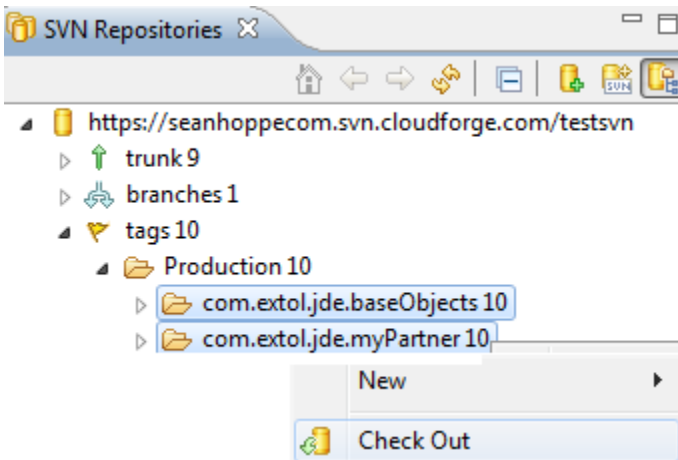 SVN Repositories
SVN
https://seanhoppecom.svn.cloudforge.com/testsvn
trunk 9
branches 1
tags 10
Production 10
com.extol.jde.baseObjects 10
com.extol.jde.myPartner 10
New
Check Out